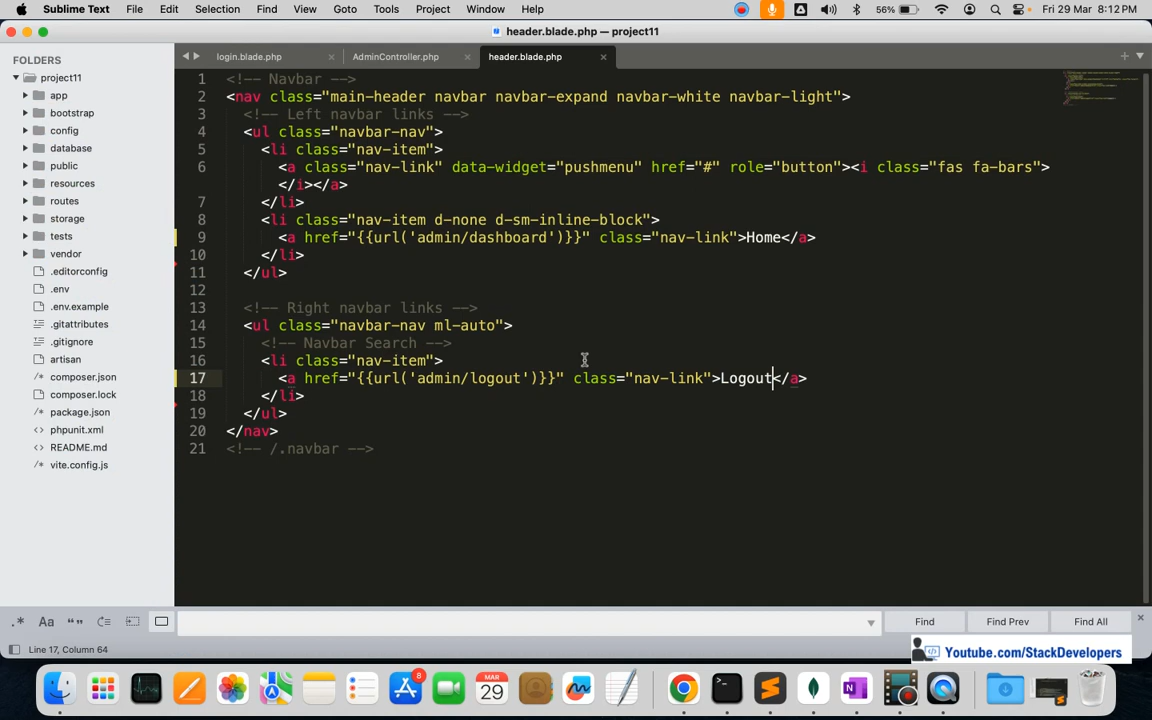 Sublime Text File Edit Selection Find View Goto Tools Project Window Help 56% Fri 29 Mar 8:12 PM
header.blade.php — project11
FOLDERS
project11
app
bootstrap
config
database
public
resources
routes
storage
tests
vendor
.editorconfig
.env
.env.example
.gitattributes
.gitignore
artisan
composer.json
composer.lock
package.json
phpunit.xml
README.md
vite.config.js
login.blade.php AdminController.php header.blade.php
1 <!-- Navbar -->
2 <nav class="main-header navbar navbar-expand navbar-white navbar-light">
3 <!-- Left navbar links -->
4 <ul class="navbar-nav">
5 <li class="nav-item">
6 <a class="nav-link" data-widget="pushmenu" href="#" role="button"><i class="fas fa-bars">
</i></a>
7 </li>
8 <li class="nav-item d-none d-sm-inline-block">
9 <a href="{{url('admin/dashboard')}}" class="nav-link">Home</a>
10 </li>
11 </ul>
12
13 <!-- Right navbar links -->
14 <ul class="navbar-nav ml-auto">
15 <!-- Navbar Search -->
16 <li class="nav-item">
17 <a href="{{url('admin/logout')}}" class="nav-link">Logout</a>
18 </li>
19 </ul>
20 </nav>
21 <!-- /.navbar -->
.* Aa Find Find Prev Find All
Line 17, Column 64
Youtube.com/StackDevelopers
8
MAR
29